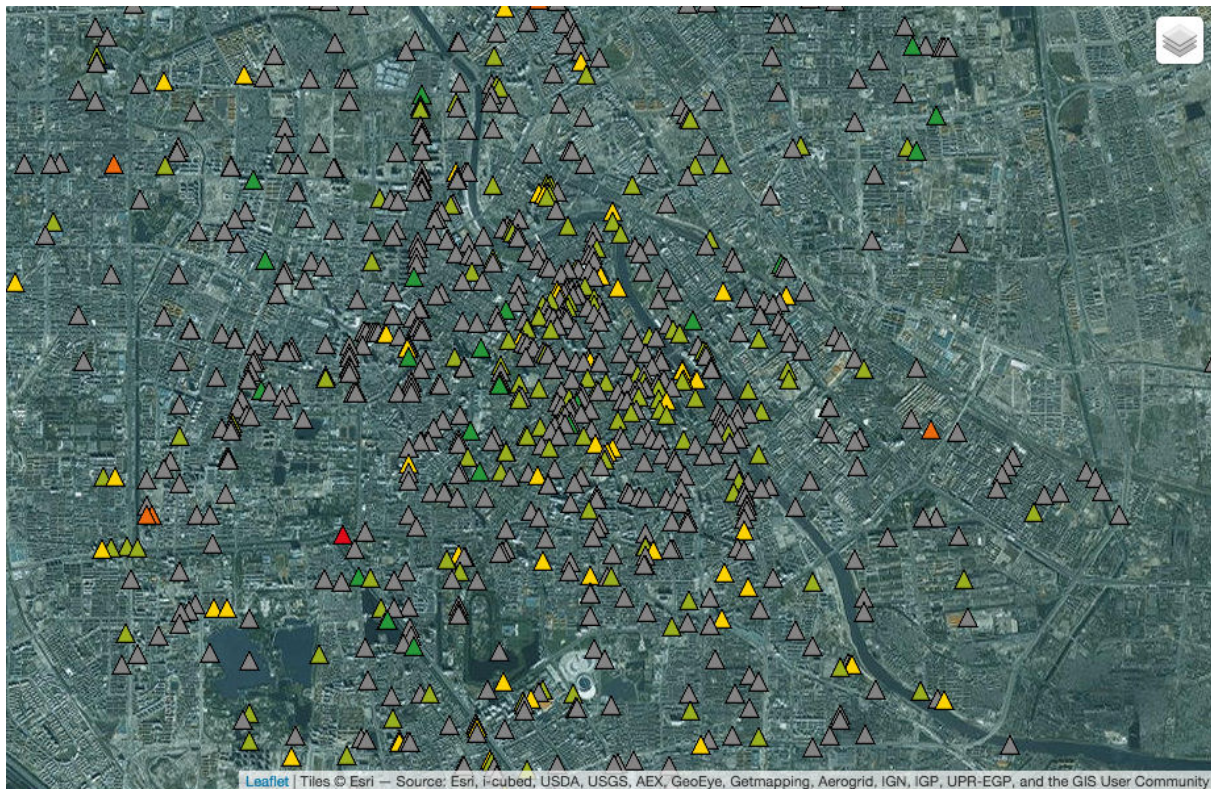 Leaflet | Tiles © Esri — Source: Esri, i-cubed, USDA, USGS, AEX, GeoEye, Getmapping, Aerogrid, IGN, IGP, UPR-EGP, and the GIS User Community